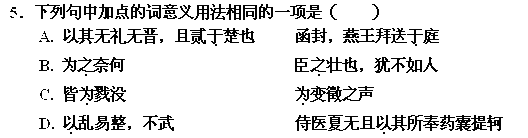 5．下列句中加点的词意义用法相同的一项是（　　）
A. 以其无礼无晋，且贰于楚也　　函封，燕王拜送于庭
B. 为之奈何　　臣之壮也，犹不如人
C. 皆为戮没　　为变徵之声
D. 以乱易整，不武　　侍医夏无且以其所奉药囊提轲